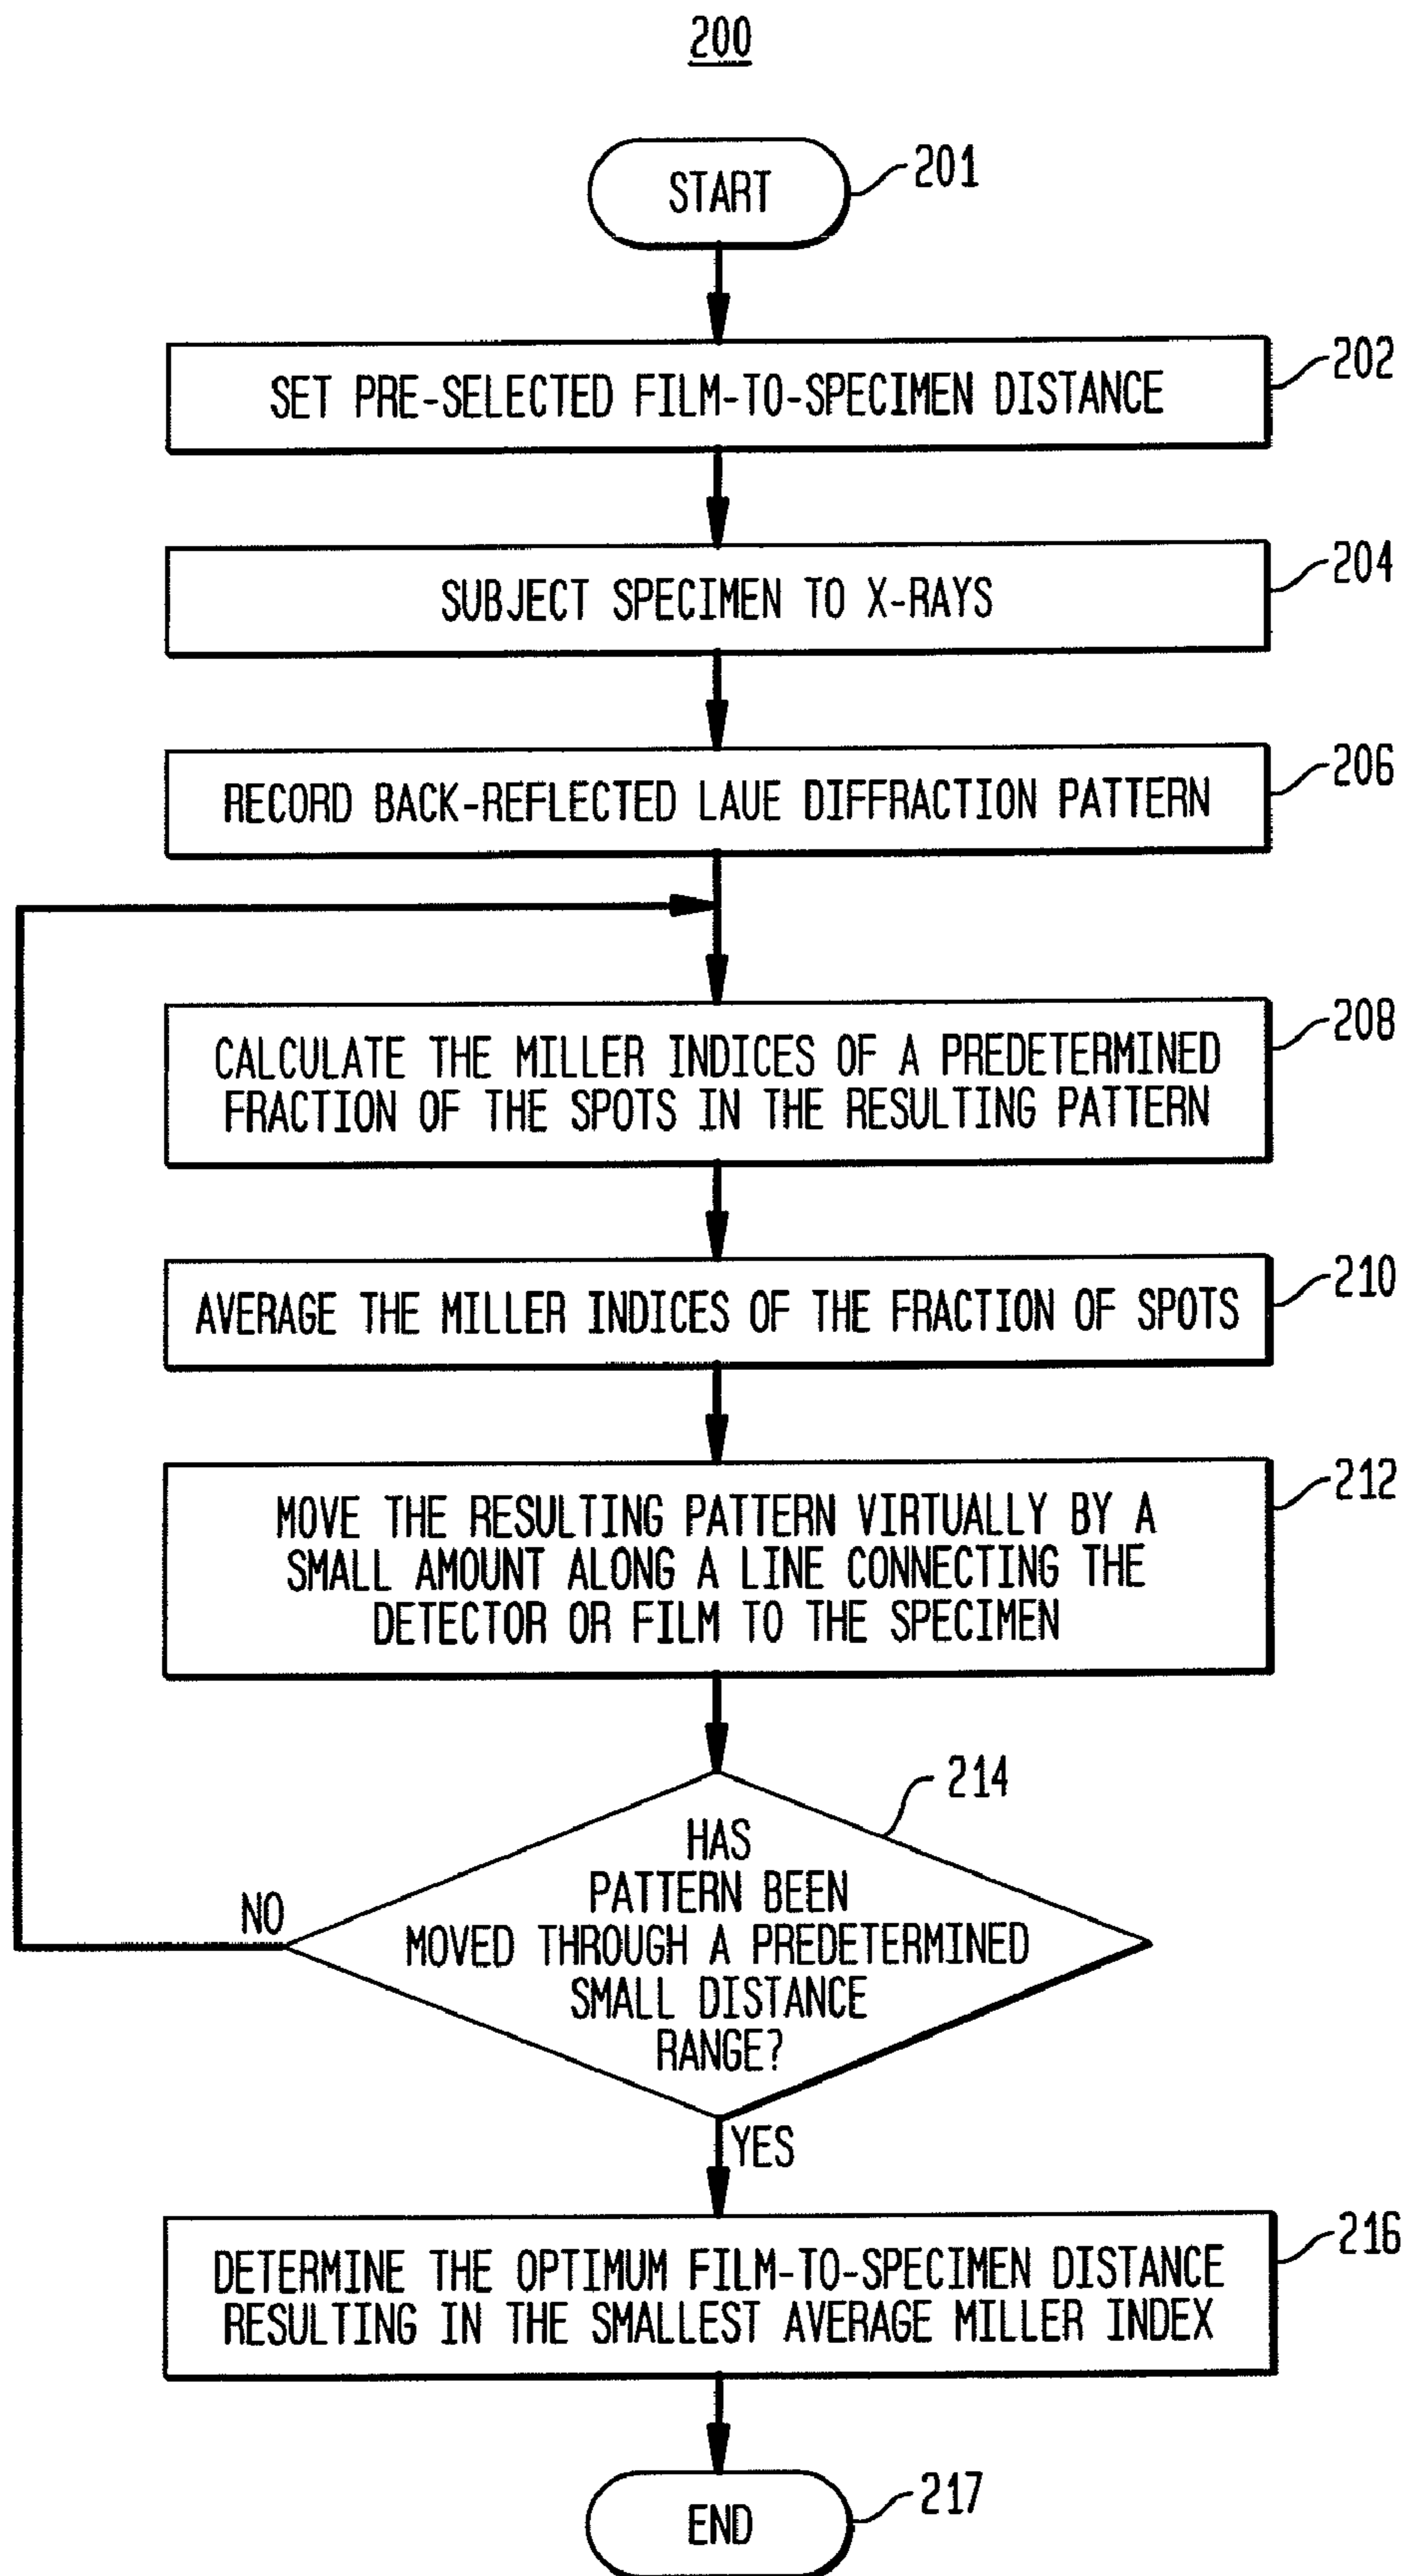 200
START
201
SET PRE-SELECTED FILM-TO-SPECIMEN DISTANCE
202
SUBJECT SPECIMEN TO X-RAYS
204
RECORD BACK-REFLECTED LAUE DIFFRACTION PATTERN
206
CALCULATE THE MILLER INDICES OF A PREDETERMINED
FRACTION OF THE SPOTS IN THE RESULTING PATTERN
208
AVERAGE THE MILLER INDICES OF THE FRACTION OF SPOTS
210
MOVE THE RESULTING PATTERN VIRTUALLY BY A
SMALL AMOUNT ALONG A LINE CONNECTING THE
DETECTOR OR FILM TO THE SPECIMEN
212
HAS
PATTERN BEEN
MOVED THROUGH A PREDETERMINED
SMALL DISTANCE
RANGE?
214
NO
YES
DETERMINE THE OPTIMUM FILM-TO-SPECIMEN DISTANCE
RESULTING IN THE SMALLEST AVERAGE MILLER INDEX
216
END
217